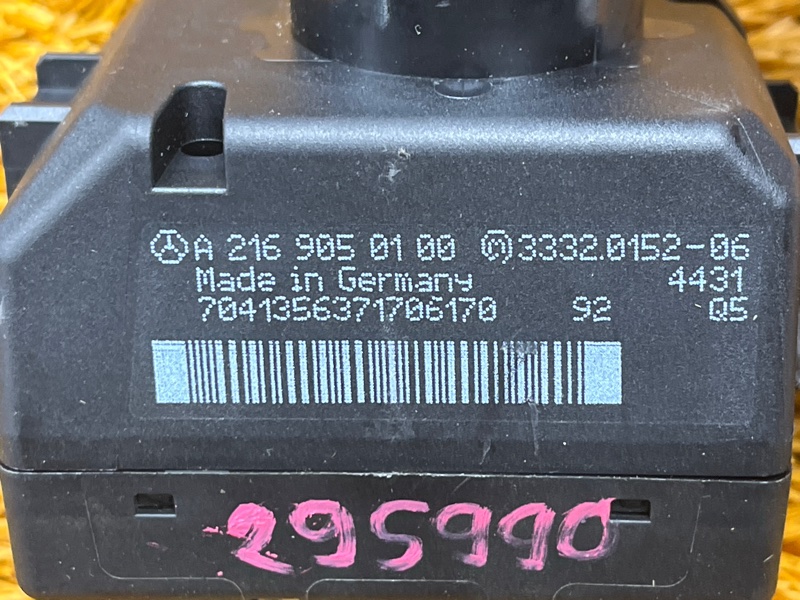 A 216 905 01 00 3332.0152-06
Made in Germany 4431
7041356371706170 92 Q5
295990